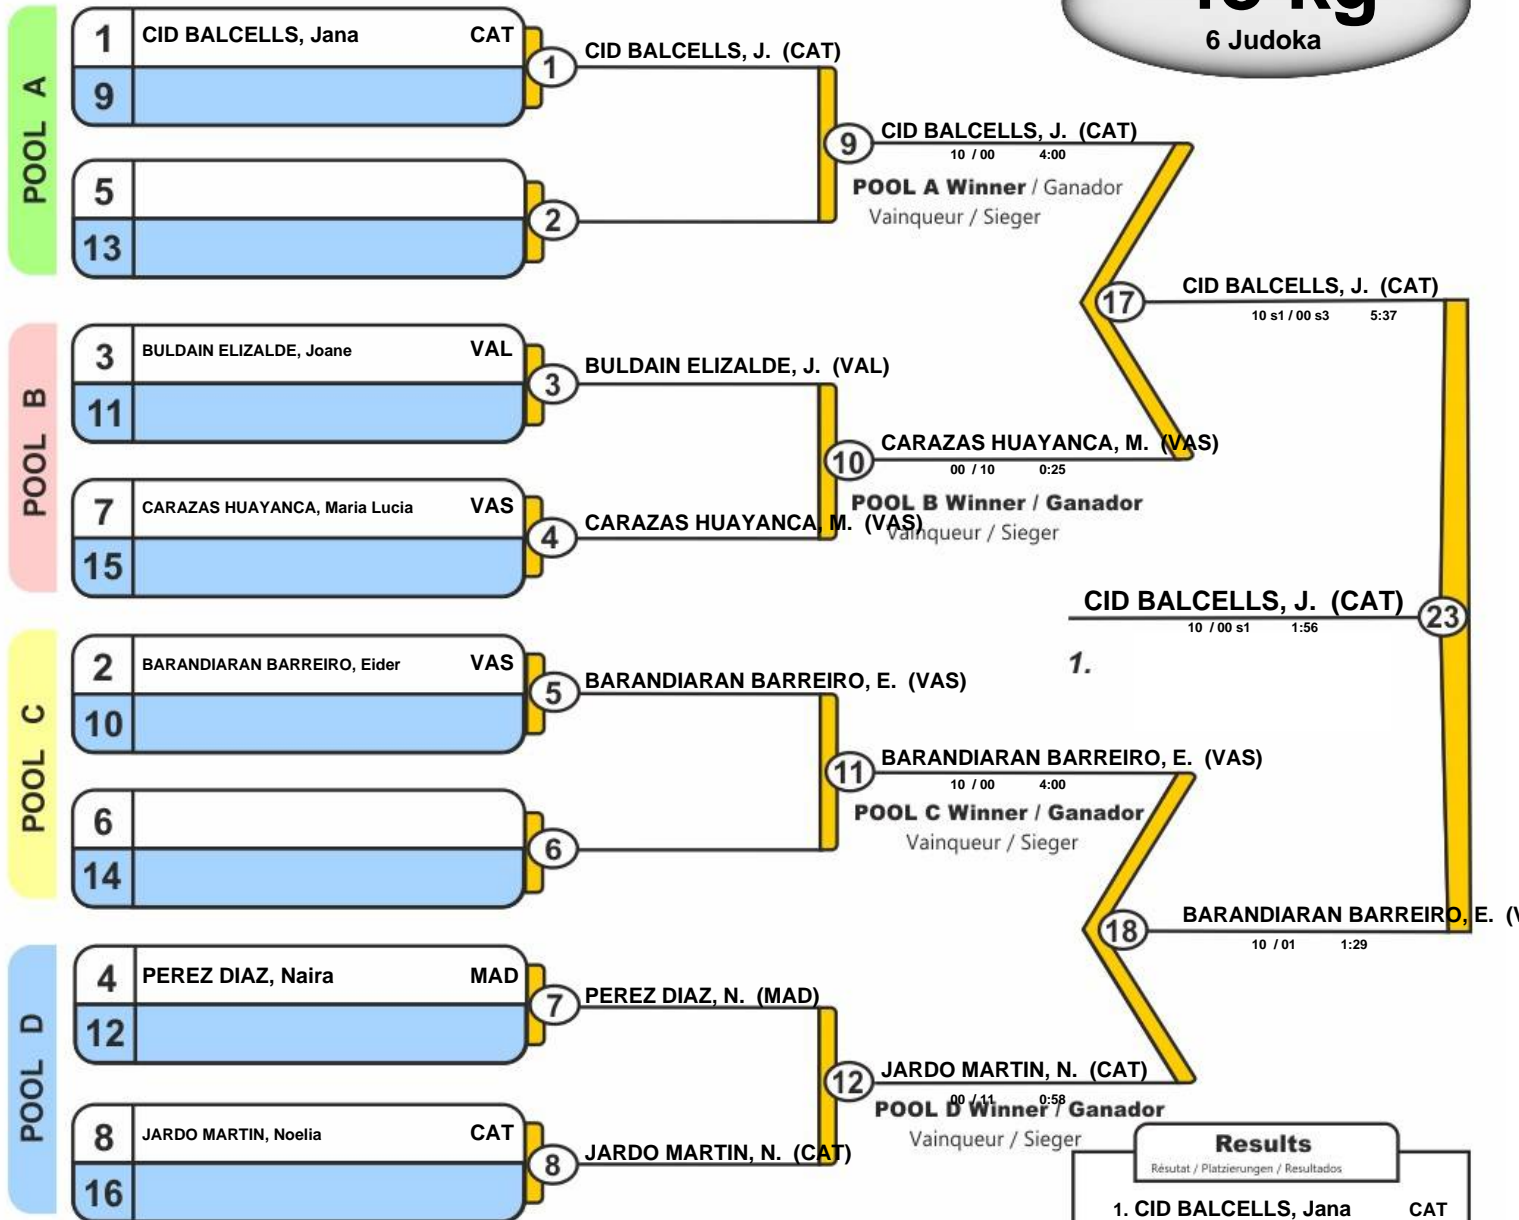 6 Judoka
POOL A
1 CID BALCELLS, Jana CAT
9
5
13
1
CID BALCELLS, J. (CAT)
2
9
CID BALCELLS, J. (CAT)
10 / 00 4:00
POOL A Winner / Ganador
Vainqueur / Sieger
POOL B
3 BULDAIN ELIZALDE, Joane VAL
11
7 CARAZAS HUAYANCA, Maria Lucia VAS
15
3
BULDAIN ELIZALDE, J. (VAL)
4
CARAZAS HUAYANCA, M. (VAS)
10
CARAZAS HUAYANCA, M. (VAS)
00 / 10 0:25
POOL B Winner / Ganador
Vainqueur / Sieger
17
CID BALCELLS, J. (CAT)
10 s1 / 00 s3 5:37
CID BALCELLS, J. (CAT)
23
10 / 00 s1 1:56
1.
POOL C
2 BARANDIARAN BARREIRO, Eider VAS
10
6
14
5
BARANDIARAN BARREIRO, E. (VAS)
6
11
BARANDIARAN BARREIRO, E. (VAS)
10 / 00 4:00
POOL C Winner / Ganador
Vainqueur / Sieger
18
BARANDIARAN BARREIRO, E. (V
10 / 01 1:29
POOL D
4 PEREZ DIAZ, Naira MAD
12
8 JARDO MARTIN, Noelia CAT
16
7
PEREZ DIAZ, N. (MAD)
8
JARDO MARTIN, N. (CAT)
12
JARDO MARTIN, N. (CAT)
00 / 11 0:58
POOL D Winner / Ganador
Vainqueur / Sieger
Results
Résutat / Platzierungen / Resultados
1. CID BALCELLS, Jana CAT